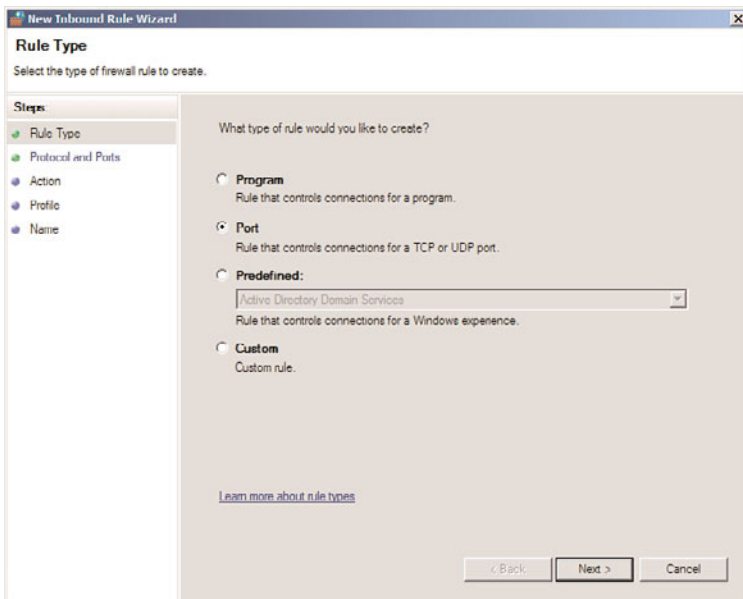 New Inbound Rule Wizard
Rule Type
Select the type of firewall rule to create.
Steps:
Rule Type
Protocol and Ports
Action
Profile
Name
What type of rule would you like to create?
Program
Rule that controls connections for a program.
Port
Rule that controls connections for a TCP or UDP port.
Predefined:
Active Directory Domain Services
Rule that controls connections for a Windows experience.
Custom
Custom rule.
Learn more about rule types
< Back
Next >
Cancel